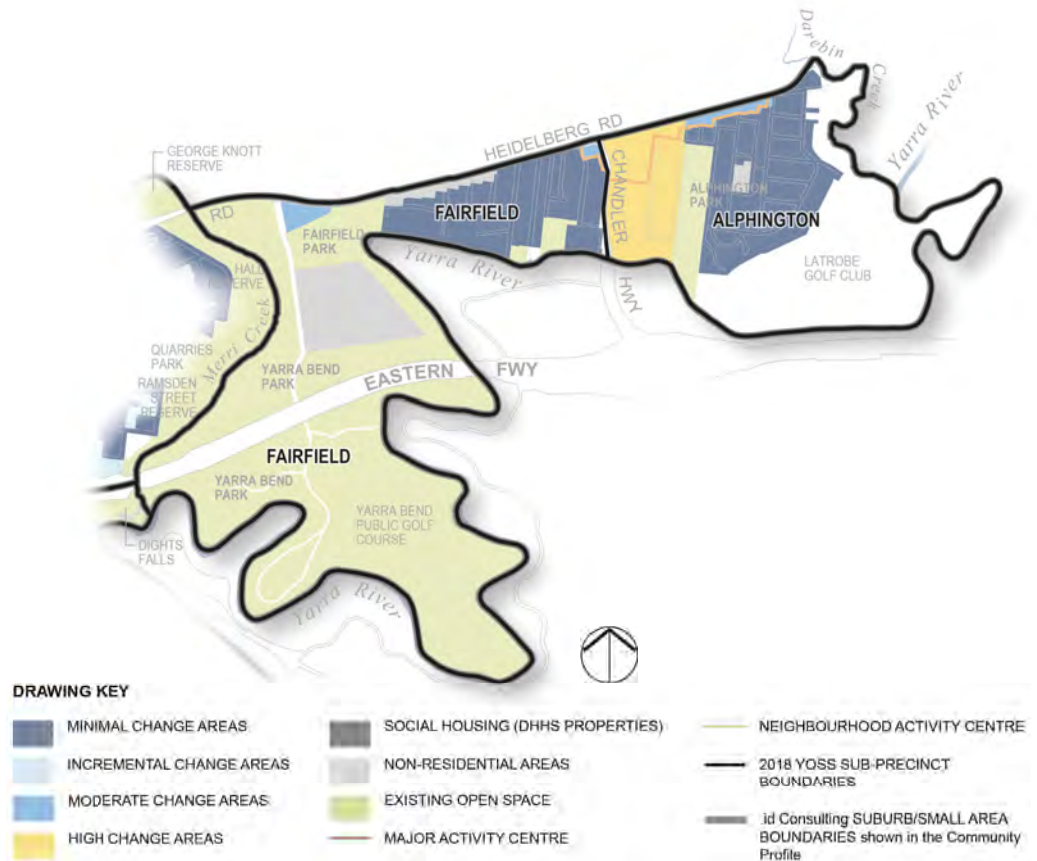 Darebin
Creek
Yarra River
HEIDELBERG RD
GEORGE KNOTT
RESERVE
RD
CHANDLER
HWY
FAIRFIELD
PARK
FAIRFIELD
ALPHINGTON
PARK
ALPHINGTON
Yarra River
LATROBE
GOLF CLUB
HALL
RESERVE
Merri Creek
QUARRIES
PARK
RAMSDEN
STREET
RESERVE
YARRA BEND
PARK
EASTERN FWY
FAIRFIELD
YARRA BEND
PARK
YARRA BEND
PUBLIC GOLF
COURSE
DIGHTS
FALLS
Yarra River
DRAWING KEY
MINIMAL CHANGE AREAS
INCREMENTAL CHANGE AREAS
MODERATE CHANGE AREAS
HIGH CHANGE AREAS
SOCIAL HOUSING (DHHS PROPERTIES)
NON-RESIDENTIAL AREAS
EXISTING OPEN SPACE
MAJOR ACTIVITY CENTRE
NEIGHBOURHOOD ACTIVITY CENTRE
2018 YOSS SUB-PRECINCT
BOUNDARIES
.id Consulting SUBURB/SMALL AREA
BOUNDARIES shown in the Community
Profile